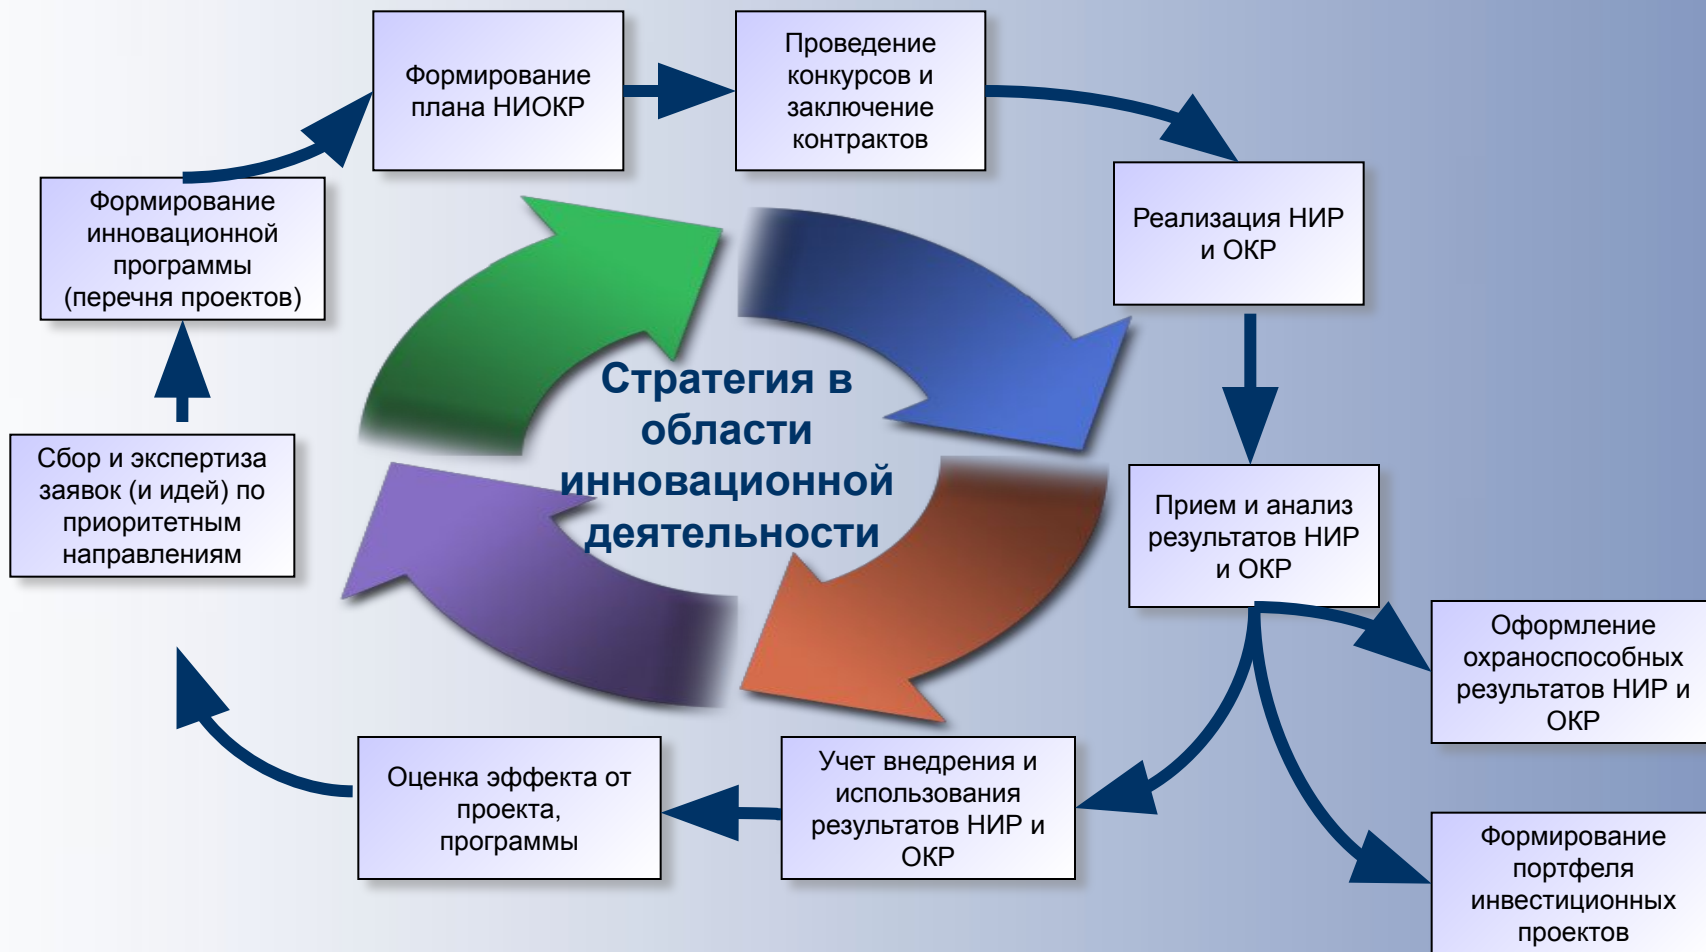 Формирование
плана НИОКР
Проведение
конкурсов и
заключение
контрактов
Формирование
инновационной
программы
(перечня проектов)
Реализация НИР
и ОКР
Стратегия в
области
инновационной
деятельности
Сбор и экспертиза
заявок (и идей) по
приоритетным
направлениям
Прием и анализ
результатов НИР
и ОКР
Оформление
охраноспособных
результатов НИР и
ОКР
Оценка эффекта от
проекта,
программы
Учет внедрения и
использования
результатов НИР и
ОКР
Формирование
портфеля
инвестиционных
проектов